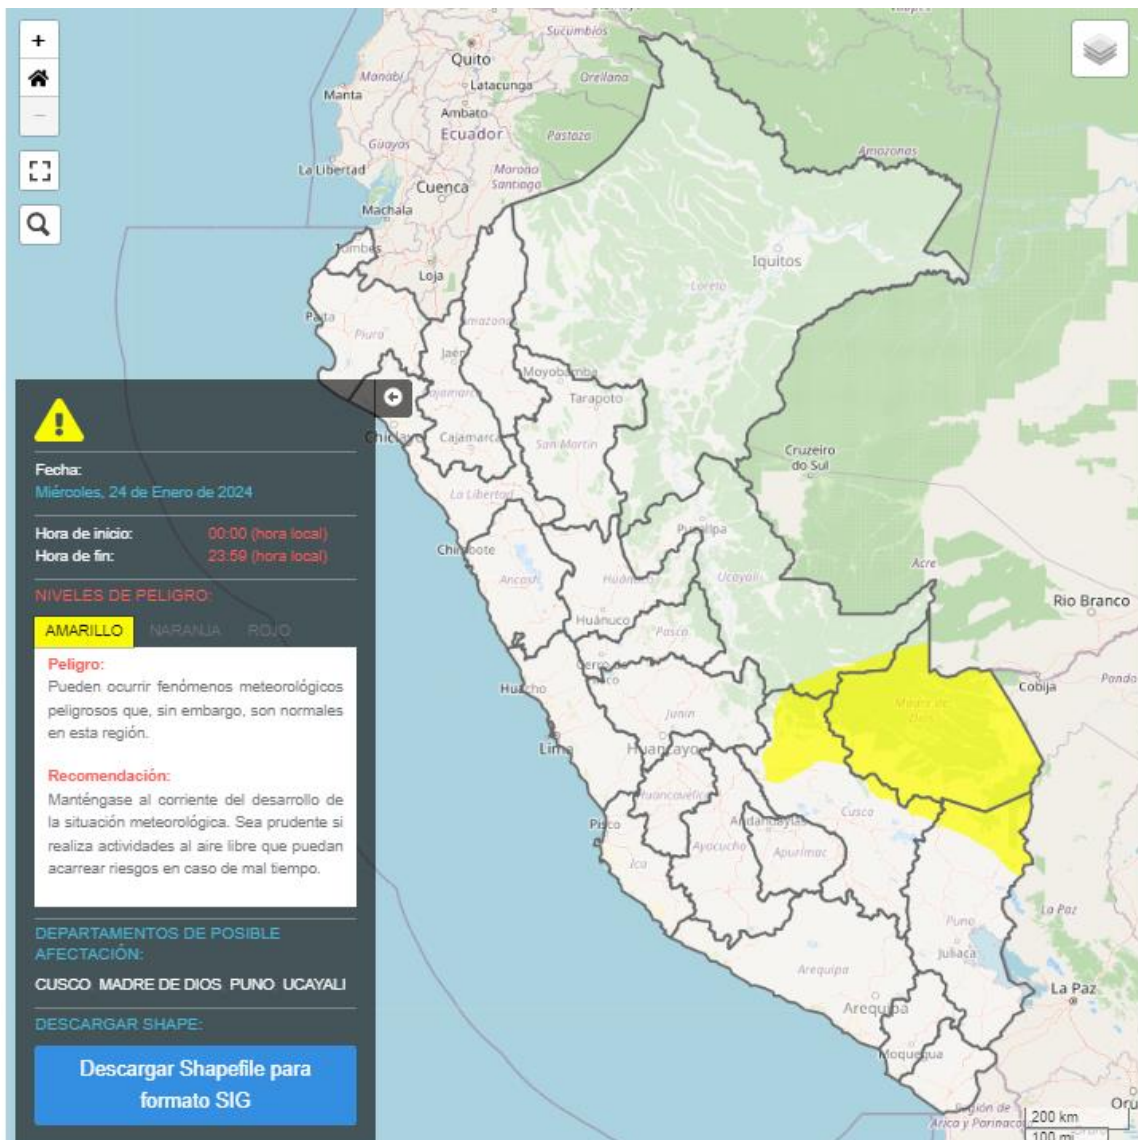 +
−
Sucumbíos
Quito
Orellana
Manabí
Latacunga
Manta
Ambato
Ecuador
Pastaza
Guayas
Morona
Santiago
Amazonas
La Libertad
Cuenca
Machala
Tumbes
Loja
Iquitos
Loreto
Paita
Piura
Amazonas
Jaén
Moyobamba
Tarapoto
Cajamarca
Chiclayo
Cajamarca
San Martín
Cruzeiro
do Sul
La Libertad
Pucallpa
Chimbote
Ancash
Huánuco
Ucayali
Acre
Rio Branco
Huánuco
Pasco
Cerro de
Pasco
Huacho
Junín
Cobija
Pando
Madre de
Dios
Lima
Huancayo
Huancavelica
Pisco
Andahuaylas
Cusco
Ica
Ayacucho
Apurímac
Puno
La Paz
Juliaca
Arequipa
La Paz
Arequipa
Moquegua
Oru
Región de
Arica y Parinaco
200 km
100 mi
Fecha:
Miércoles, 24 de Enero de 2024
Hora de inicio: 00:00 (hora local)
Hora de fin: 23:59 (hora local)
NIVELES DE PELIGRO:
AMARILLO NARANJA ROJO
Peligro:
Pueden ocurrir fenómenos meteorológicos
peligrosos que, sin embargo, son normales
en esta región.
Recomendación:
Manténgase al corriente del desarrollo de
la situación meteorológica. Sea prudente si
realiza actividades al aire libre que puedan
acarrear riesgos en caso de mal tiempo.
DEPARTAMENTOS DE POSIBLE
AFECTACIÓN:
CUSCO MADRE DE DIOS PUNO UCAYALI
DESCARGAR SHAPE:
Descargar Shapefile para
formato SIG